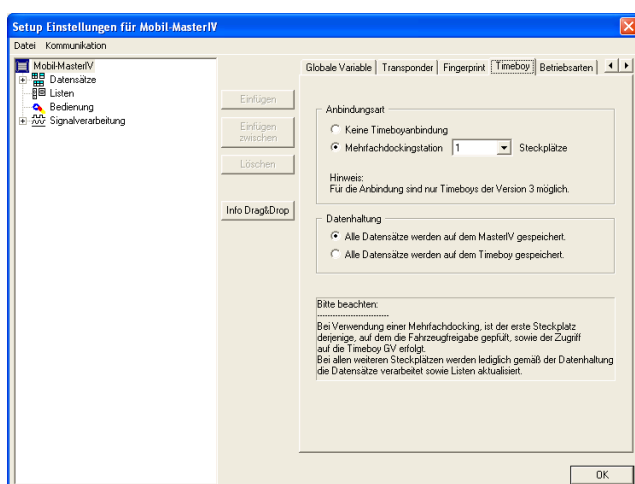 Setup Einstellungen für Mobil-MasterIV
Datei Kommunikation
Mobil-MasterIV
Datensätze
Listen
Bedienung
Signalverarbeitung
Einfügen
Einfügen
zwischen
Löschen
Info Drag&Drop
Globale Variable Transponder Fingerprint Timeboy Betriebsarten
Anbindungsart
Keine Timeboyanbindung
Mehrfachdockingstation 1 Steckplätze
Hinweis:
Für die Anbindung sind nur Timeboys der Version 3 möglich.
Datenhaltung
Alle Datensätze werden auf dem MasterIV gespeichert.
Alle Datensätze werden auf dem Timeboy gespeichert.
Bitte beachten:
----------------------------
Bei Verwendung einer Mehrfachdocking, ist der erste Steckplatz
derjenige, auf dem die Fahrzeugfreigabe gepfüft, sowie der Zugriff
auf die Timeboy GV erfolgt.
Bei allen weiteren Steckplätzen werden lediglich gemäß der Datenhaltung
die Datensätze verarbeitet sowie Listen aktualisiert.
OK